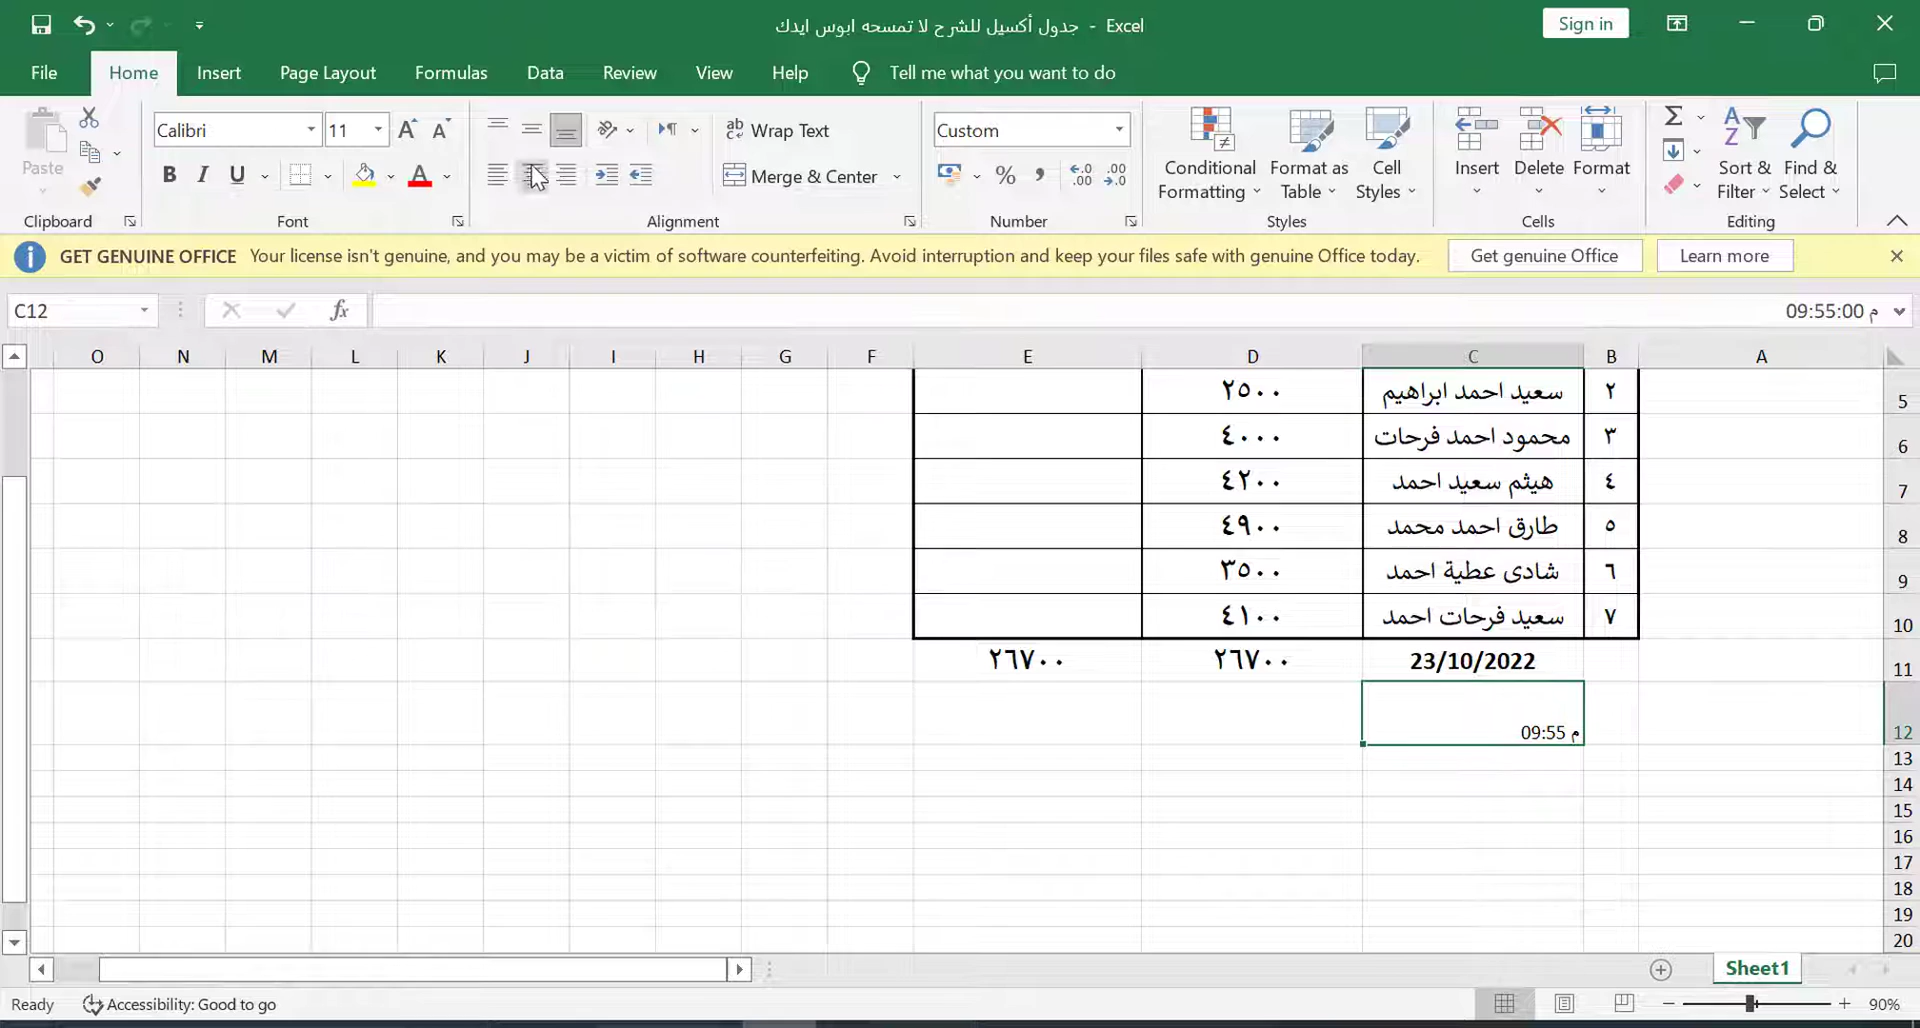 جدول أكسيل للشرح لا تمسحه ابوس ايدك - Excel
Sign in
File
Home
Insert
Page Layout
Formulas
Data
Review
View
Help
Tell me what you want to do
Paste
Clipboard
Calibri
11
B
I
U
A
Font
Wrap Text
Merge & Center
Alignment
Custom
%
Number
Conditional Formatting
Format as Table
Cell Styles
Styles
Insert
Delete
Format
Cells
Sort & Filter
Find & Select
Editing
GET GENUINE OFFICE Your license isn't genuine, and you may be a victim of software counterfeiting. Avoid interruption and keep your files safe with genuine Office today.
Get genuine Office
Learn more
C12
fx
09:55:00 م
O N M L K J I H G F E D C B A
5 ٢ سعيد احمد ابراهيم ٢٥٠٠
6 ٣ محمود احمد فرحات ٤٠٠٠
7 ٤ هيثم سعيد احمد ٤٢٠٠
8 ٥ طارق احمد محمد ٤٩٠٠
9 ٦ شادى عطية احمد ٣٥٠٠
10 ٧ سعيد فرحات احمد ٤١٠٠
11 23/10/2022 ٢٦٧٠٠ ٢٦٧٠٠
12 09:55 م
13
14
15
16
17
18
19
20
Sheet1
Ready
Accessibility: Good to go
90%